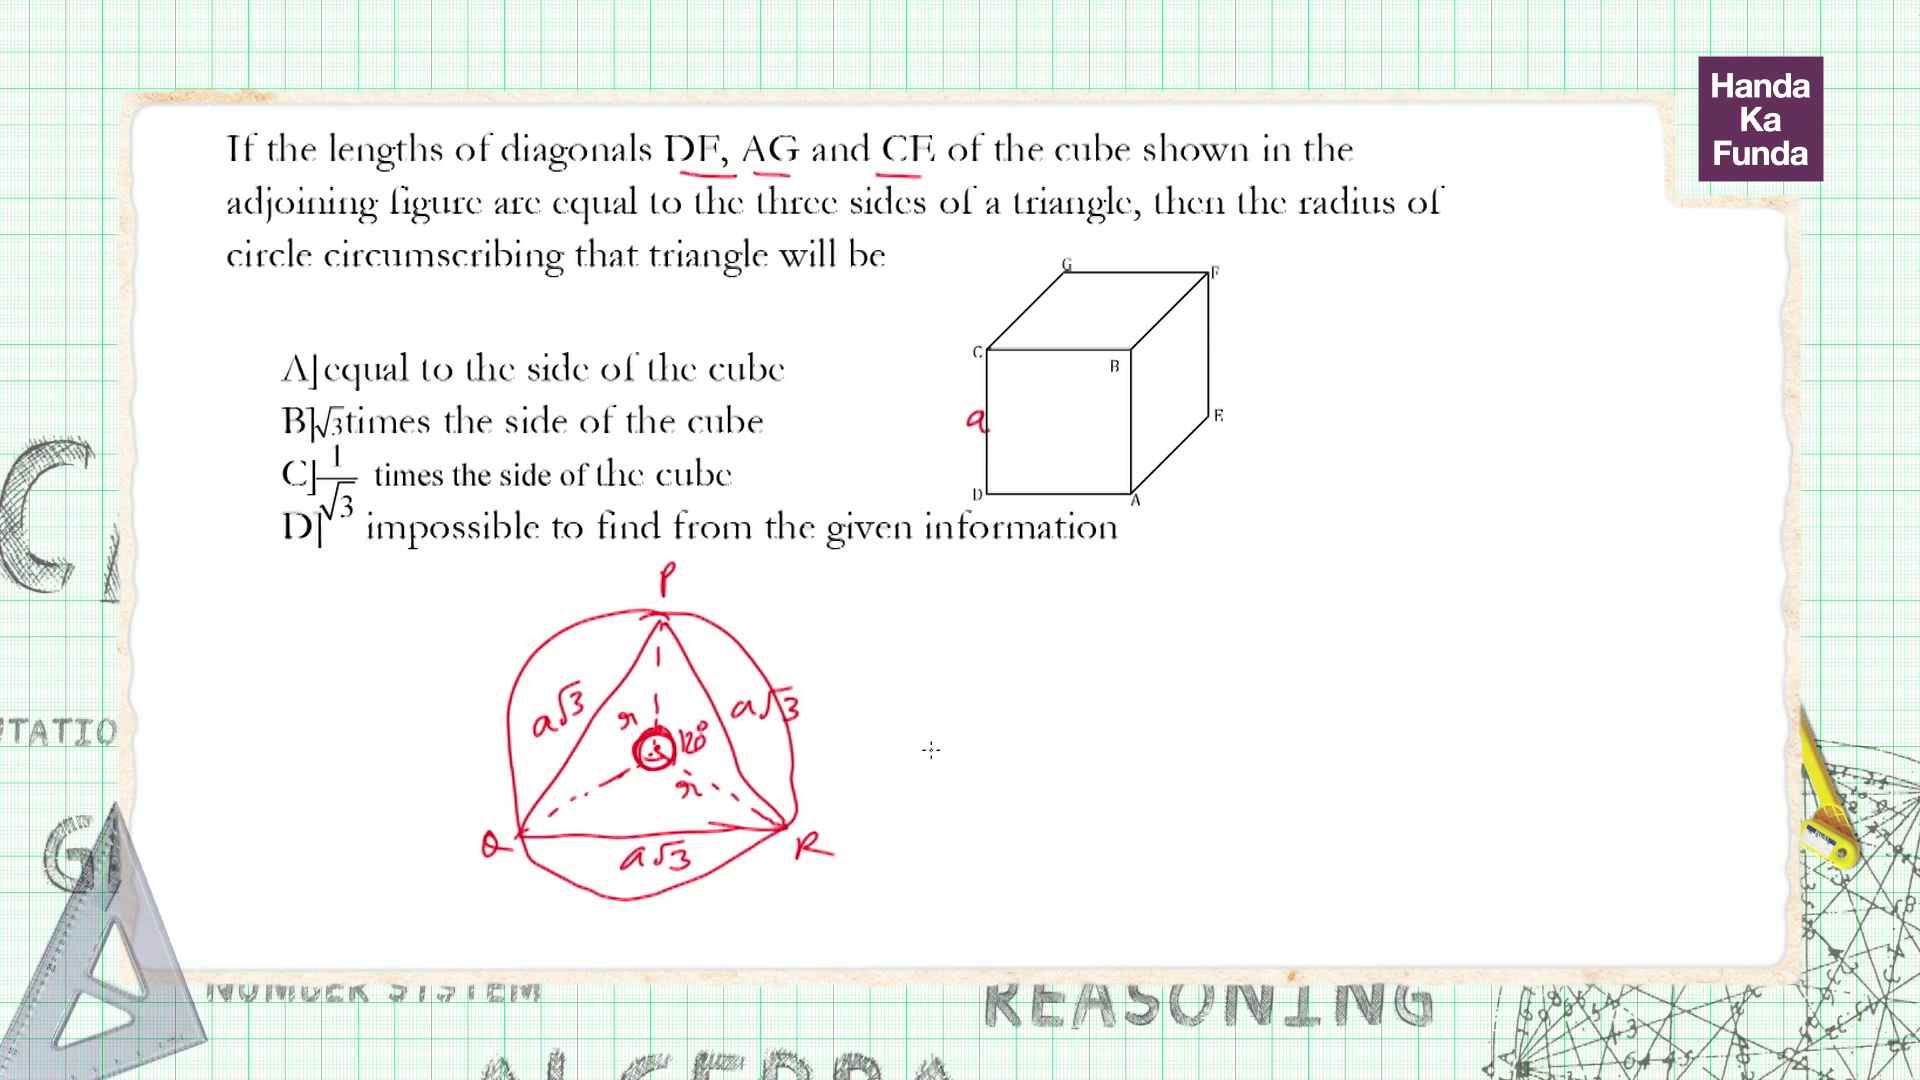 Handa
Ka
Funda
If the lengths of diagonals DF, AG and CE of the cube shown in the
adjoining figure are equal to the three sides of a triangle, then the radius of
circle circumscribing that triangle will be
G
F
C
B
E
D
A
a
A] equal to the side of the cube
B] √3 times the side of the cube
C] 1/√3 times the side of the cube
D] impossible to find from the given information
P
a√3
a√3
r
120°
r
Q
a√3
R
NUMBER SYSTEM
REASONING
ALGEBRA